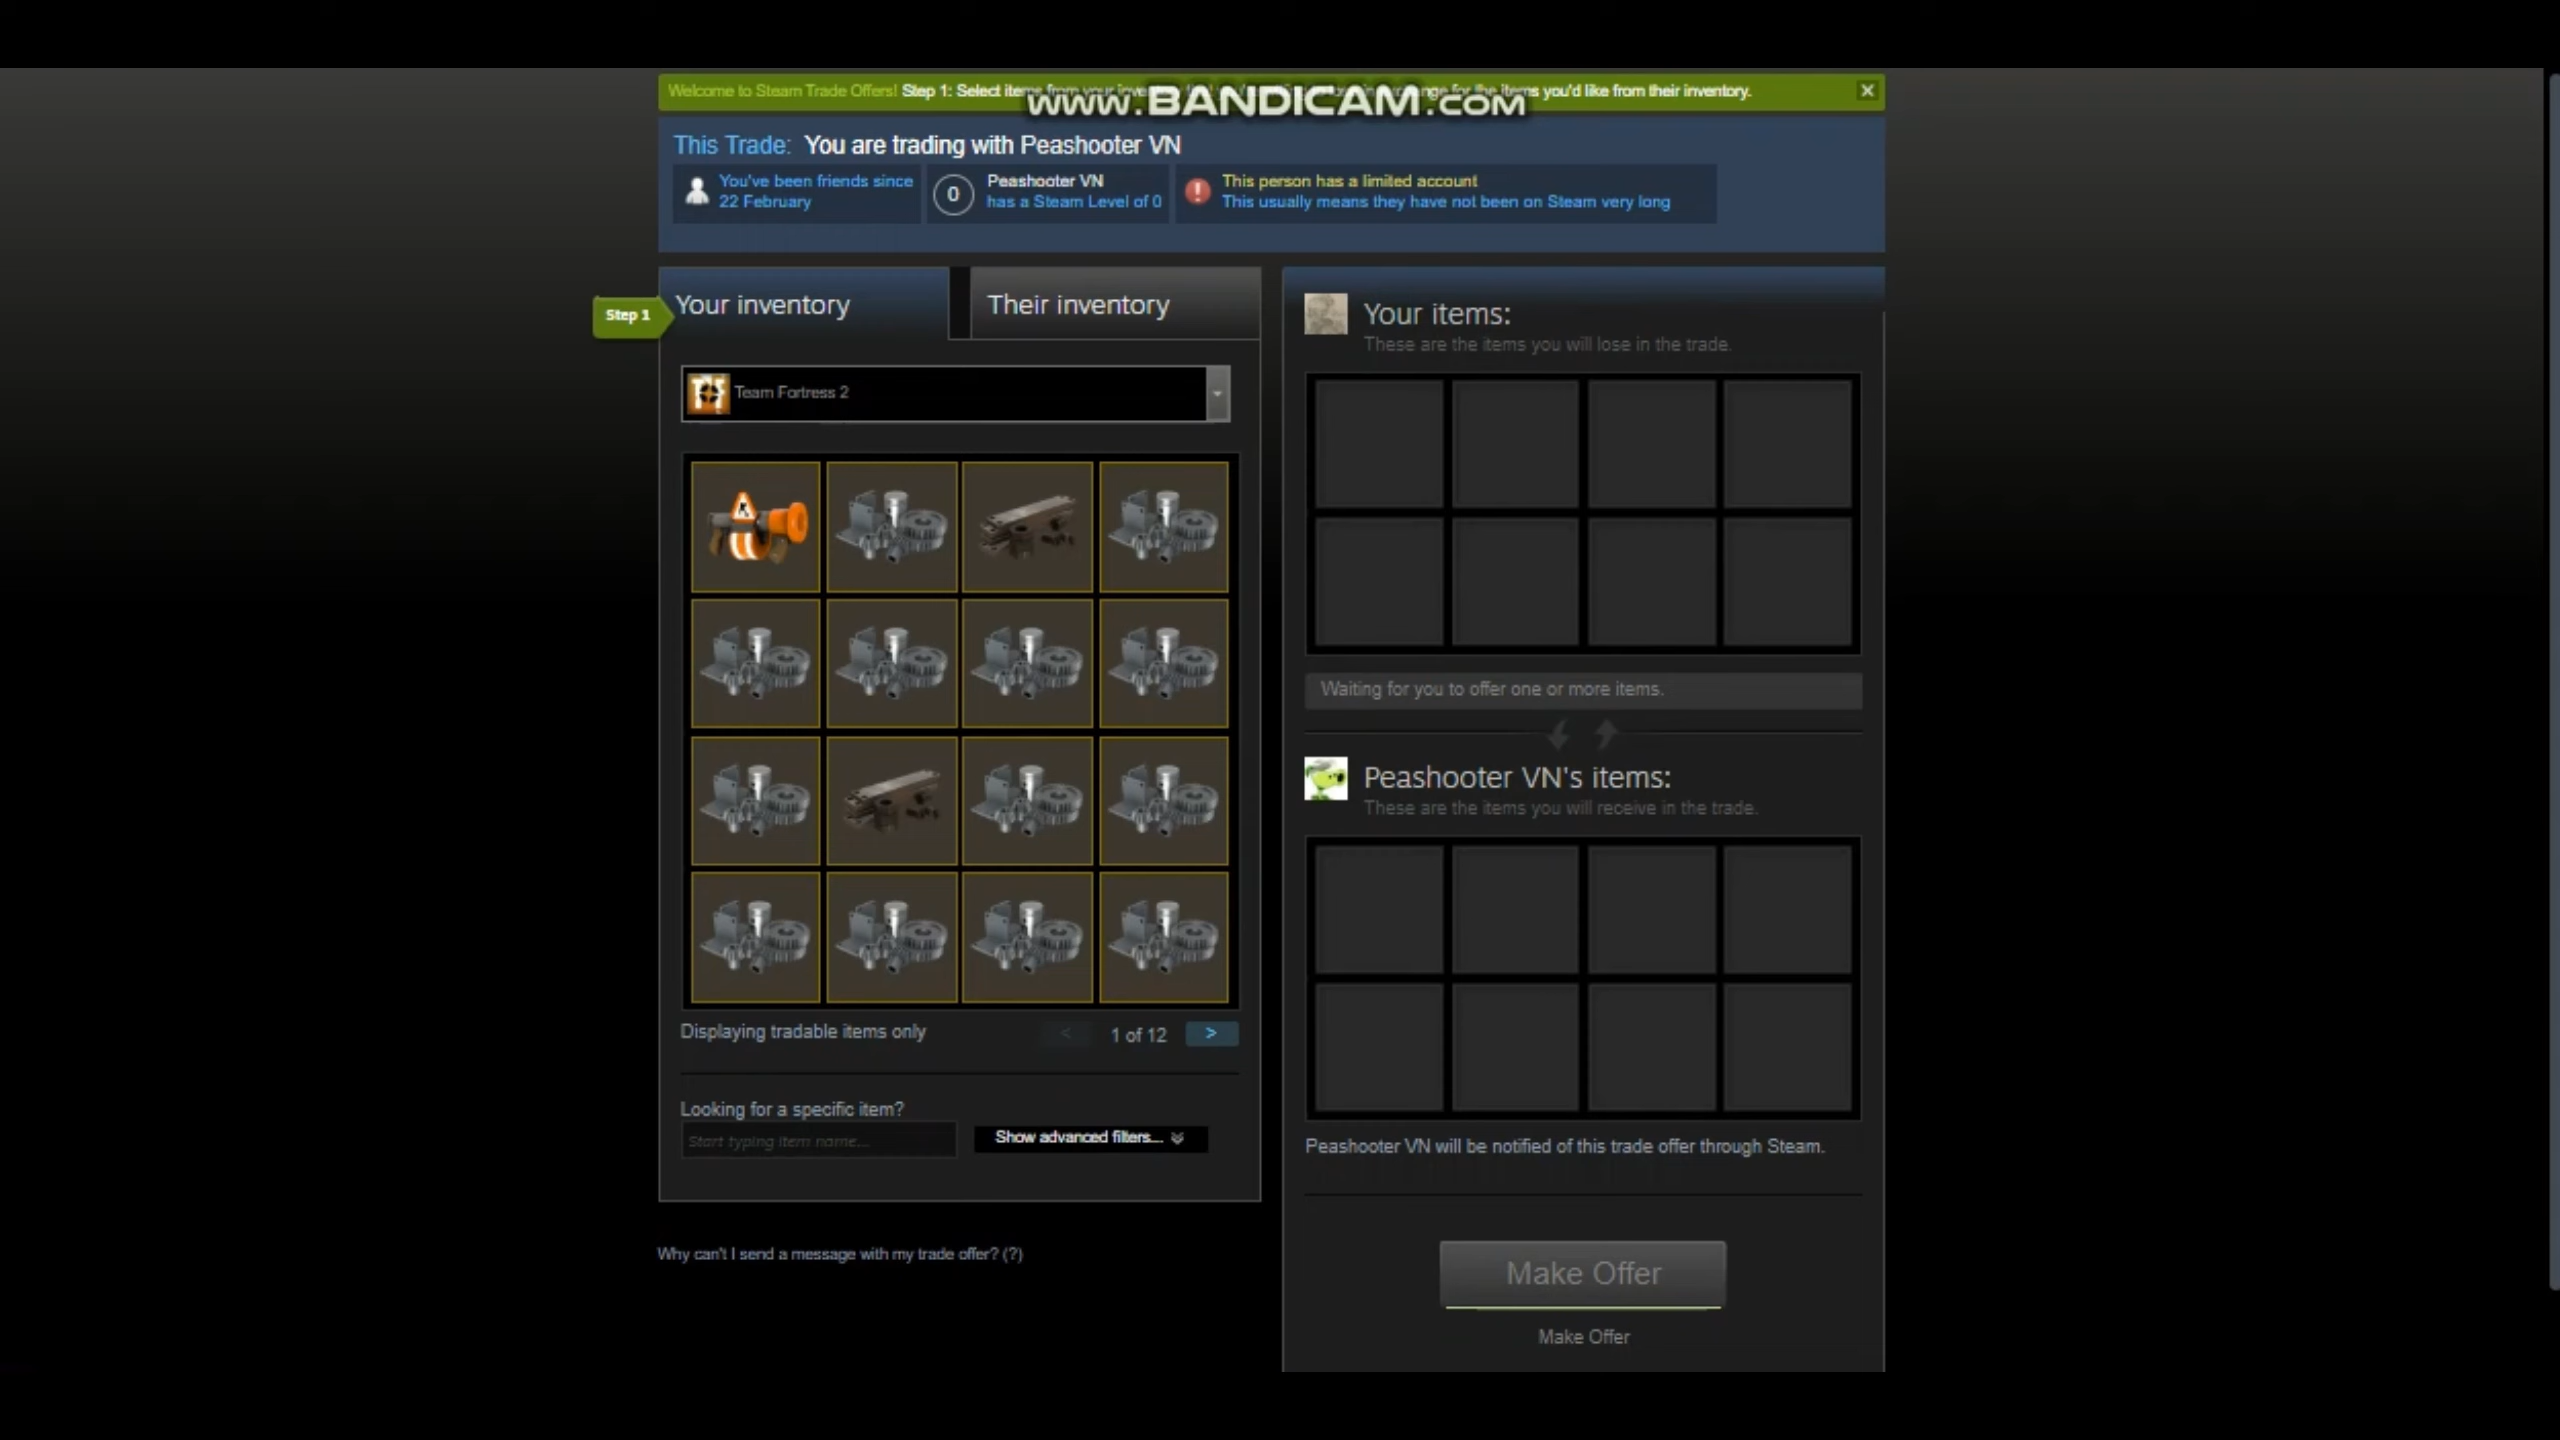 Welcome to Steam Trade Offers! Step 1: Select items from your for the items you'd like from their inventory.
www.BANDICAM.com
This Trade: You are trading with Peashooter VN
You've been friends since
22 February
0
Peashooter VN
has a Steam Level of 0
This person has a limited account
This usually means they have not been on Steam very long
Step 1
Your inventory
Their inventory
Team Fortress 2
Displaying tradable items only
< 1 of 12 >
Looking for a specific item?
Start typing item name...
Show advanced filters...
Why can't I send a message with my trade offer? (?)
Your items:
These are the items you will lose in the trade.
Waiting for you to offer one or more items.
Peashooter VN's items:
These are the items you will receive in the trade.
Peashooter VN will be notified of this trade offer through Steam.
Make Offer
Make Offer